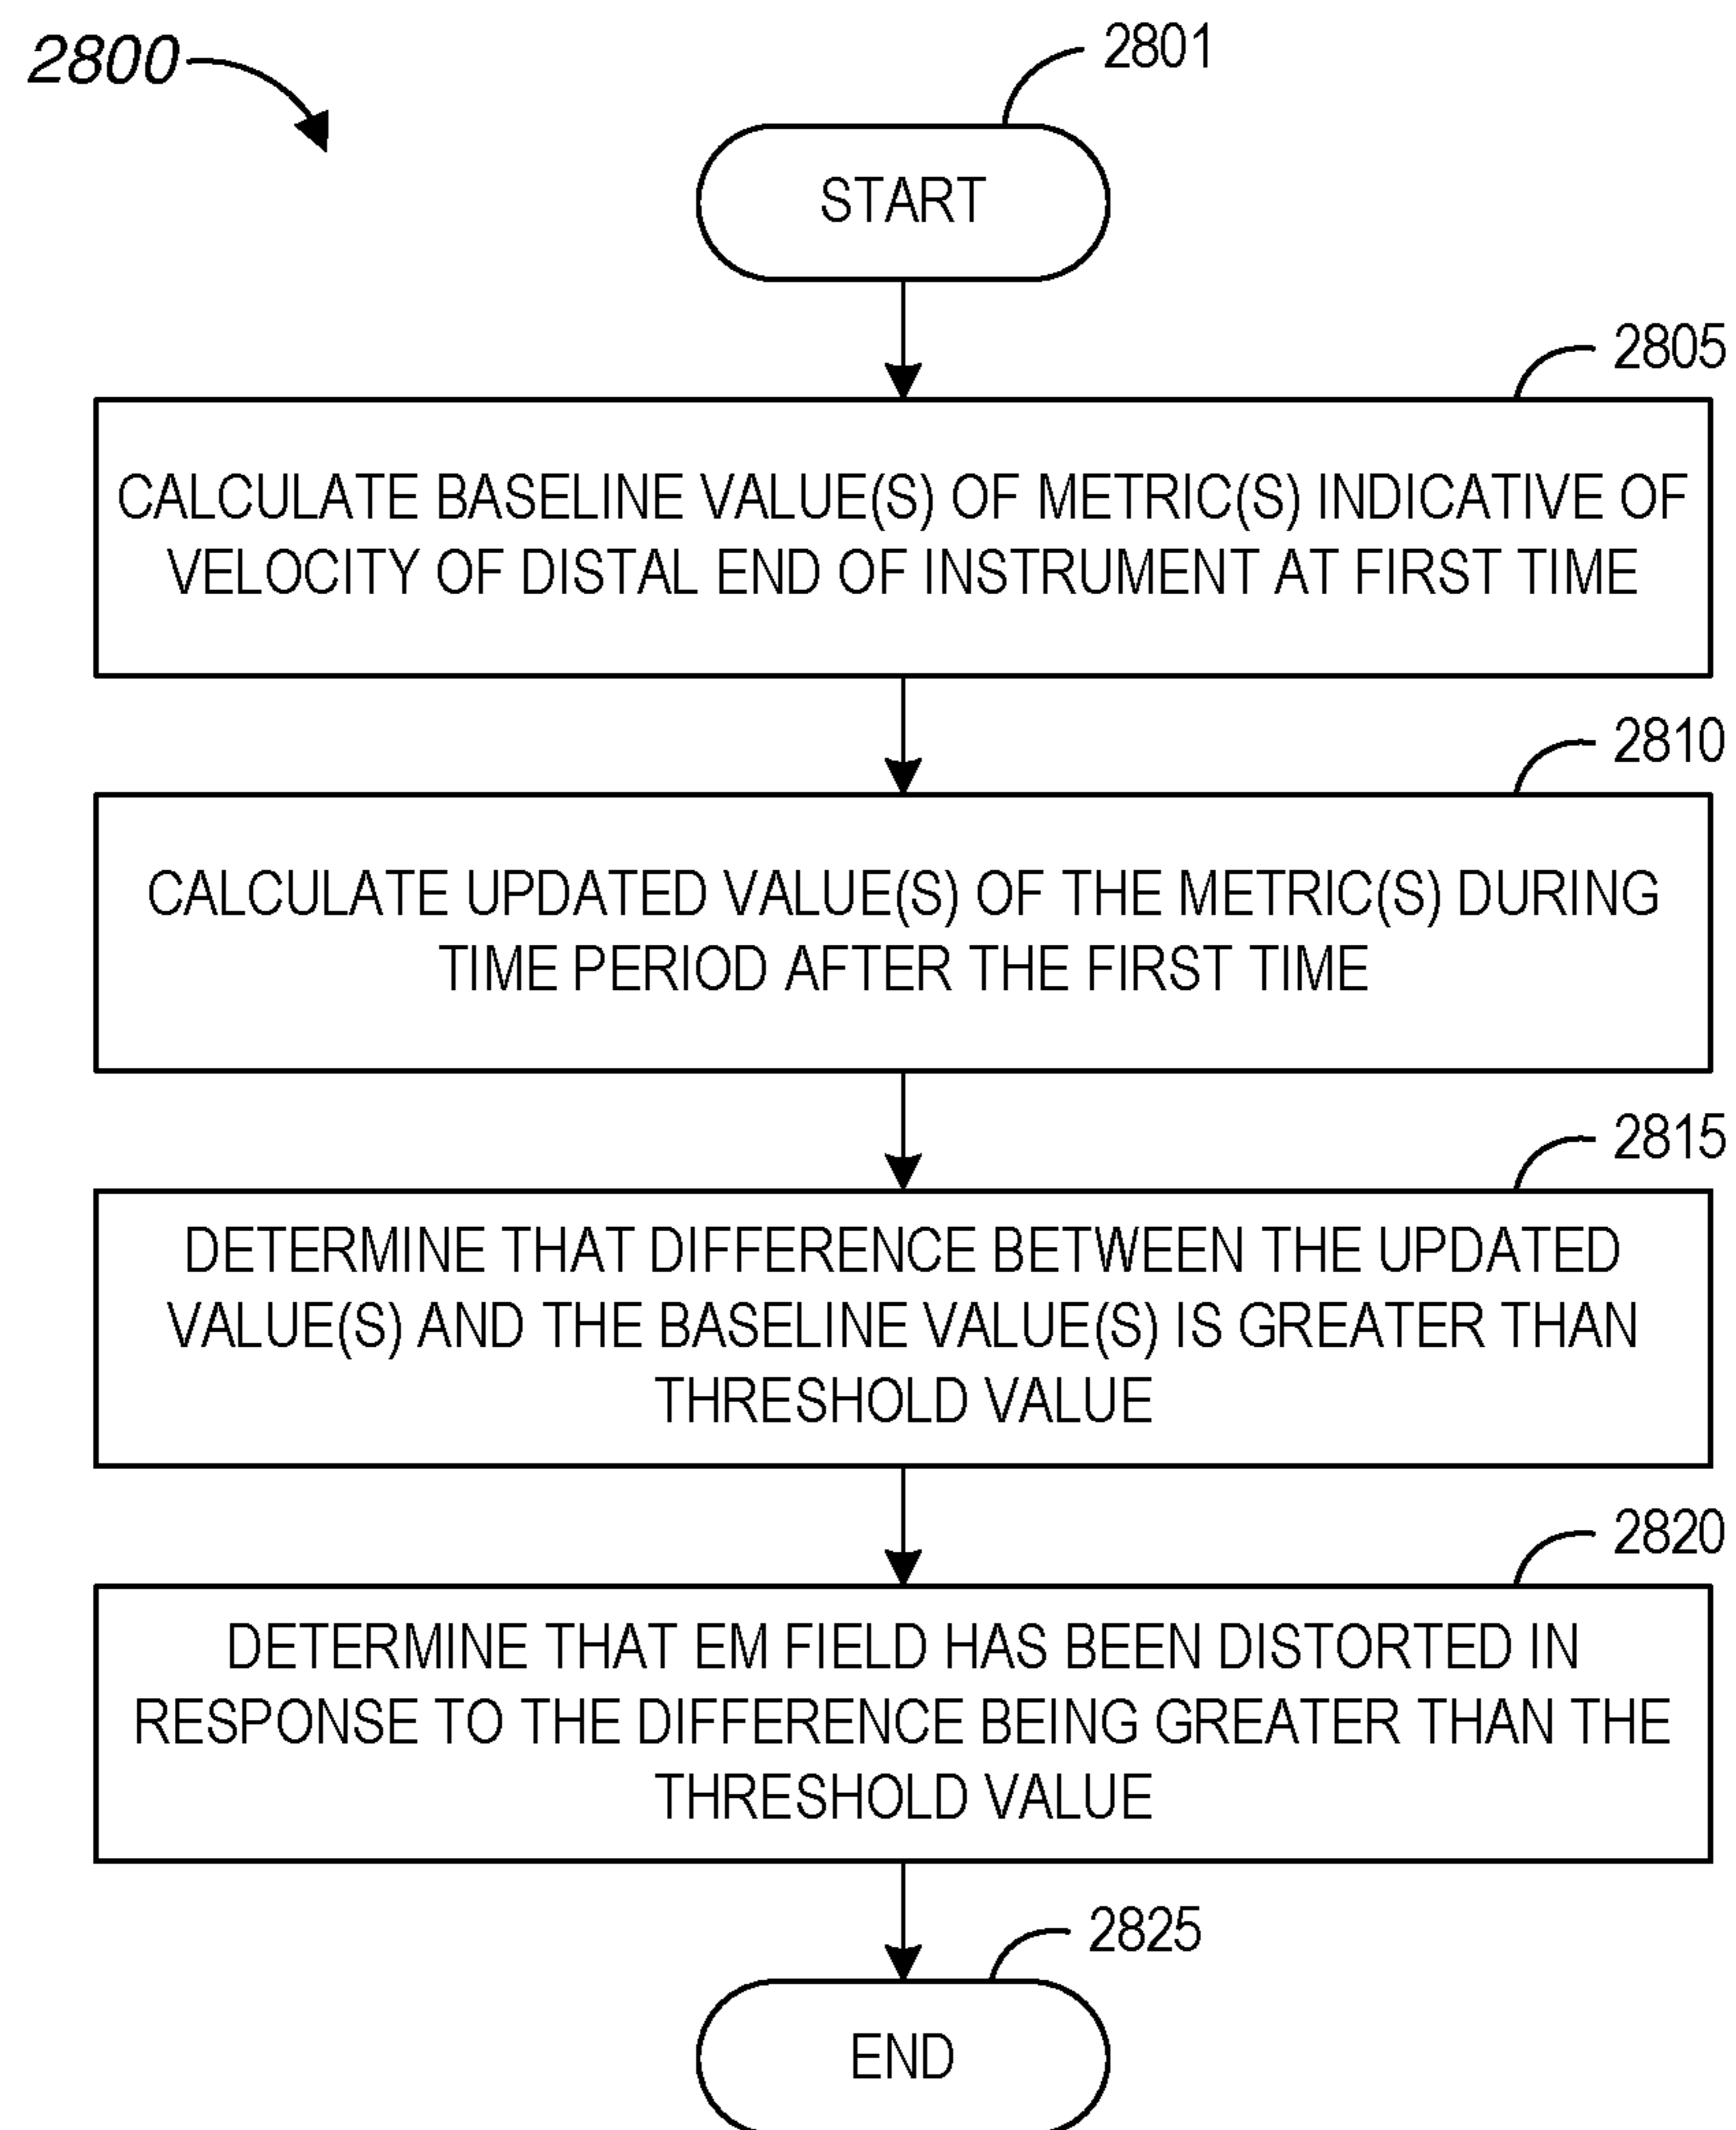 2800
2801
START
2805
CALCULATE BASELINE VALUE(S) OF METRIC(S) INDICATIVE OF
VELOCITY OF DISTAL END OF INSTRUMENT AT FIRST TIME
2810
CALCULATE UPDATED VALUE(S) OF THE METRIC(S) DURING
TIME PERIOD AFTER THE FIRST TIME
2815
DETERMINE THAT DIFFERENCE BETWEEN THE UPDATED
VALUE(S) AND THE BASELINE VALUE(S) IS GREATER THAN
THRESHOLD VALUE
2820
DETERMINE THAT EM FIELD HAS BEEN DISTORTED IN
RESPONSE TO THE DIFFERENCE BEING GREATER THAN THE
THRESHOLD VALUE
2825
END